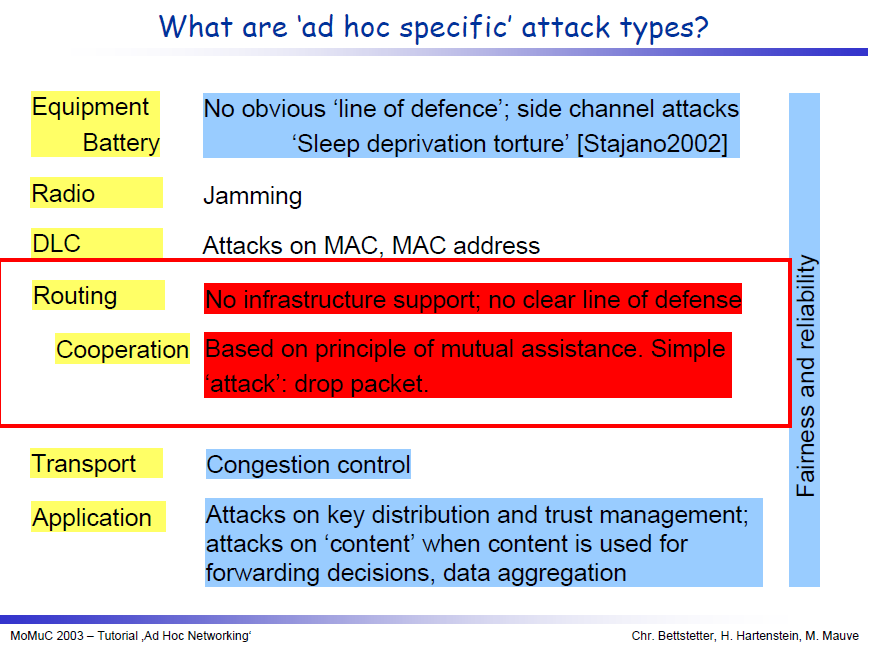 What are ‘ad hoc specific’ attack types?
Equipment
No obvious ‘line of defence’; side channel attacks
Battery
‘Sleep deprivation torture’ [Stajano2002]
Radio
Jamming
DLC
Attacks on MAC, MAC address
Routing
No infrastructure support; no clear line of defense
Cooperation
Based on principle of mutual assistance. Simple
‘attack’: drop packet.
Transport
Congestion control
Application
Attacks on key distribution and trust management;
attacks on ‘content’ when content is used for
forwarding decisions, data aggregation
Fairness and reliability
MoMuC 2003 – Tutorial ‚Ad Hoc Networking‘
Chr. Bettstetter, H. Hartenstein, M. Mauve